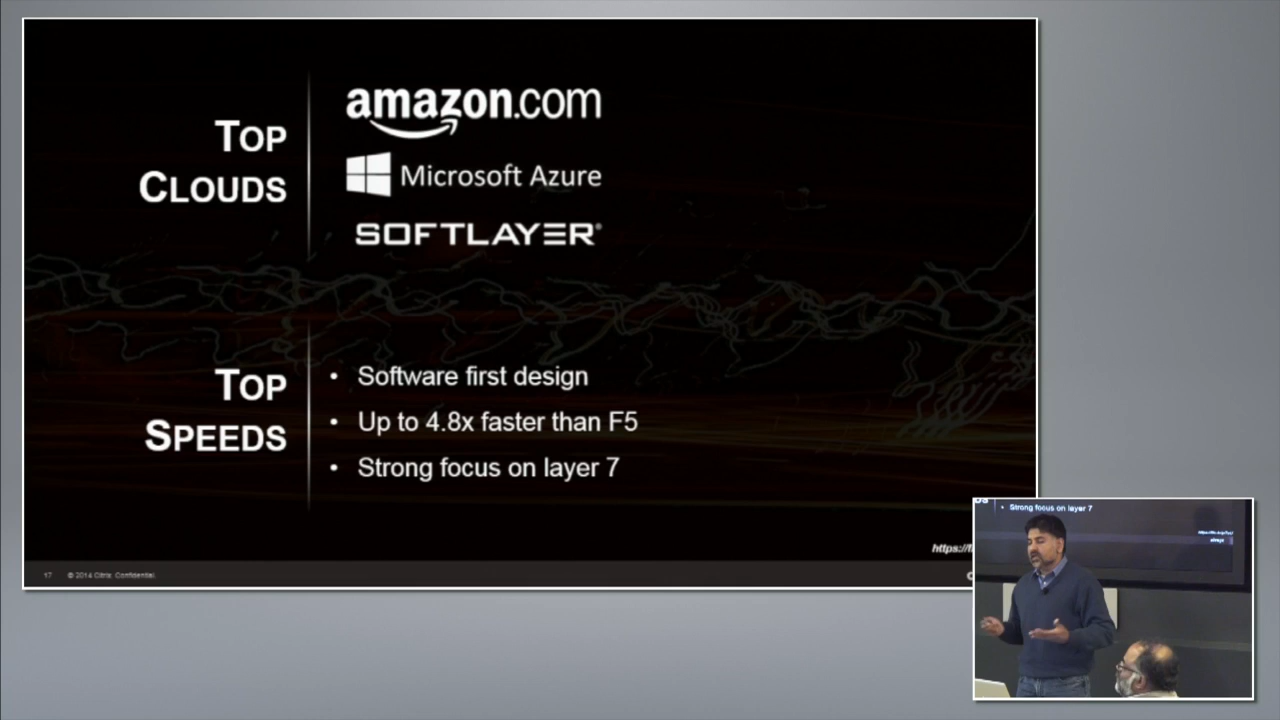 TOP
CLOUDS
amazon.com
Microsoft Azure
SOFTLAYER®
TOP
SPEEDS
• Software first design
• Up to 4.8x faster than F5
• Strong focus on layer 7
17 © 2014 Citrix. Confidential.
• Strong focus on layer 7